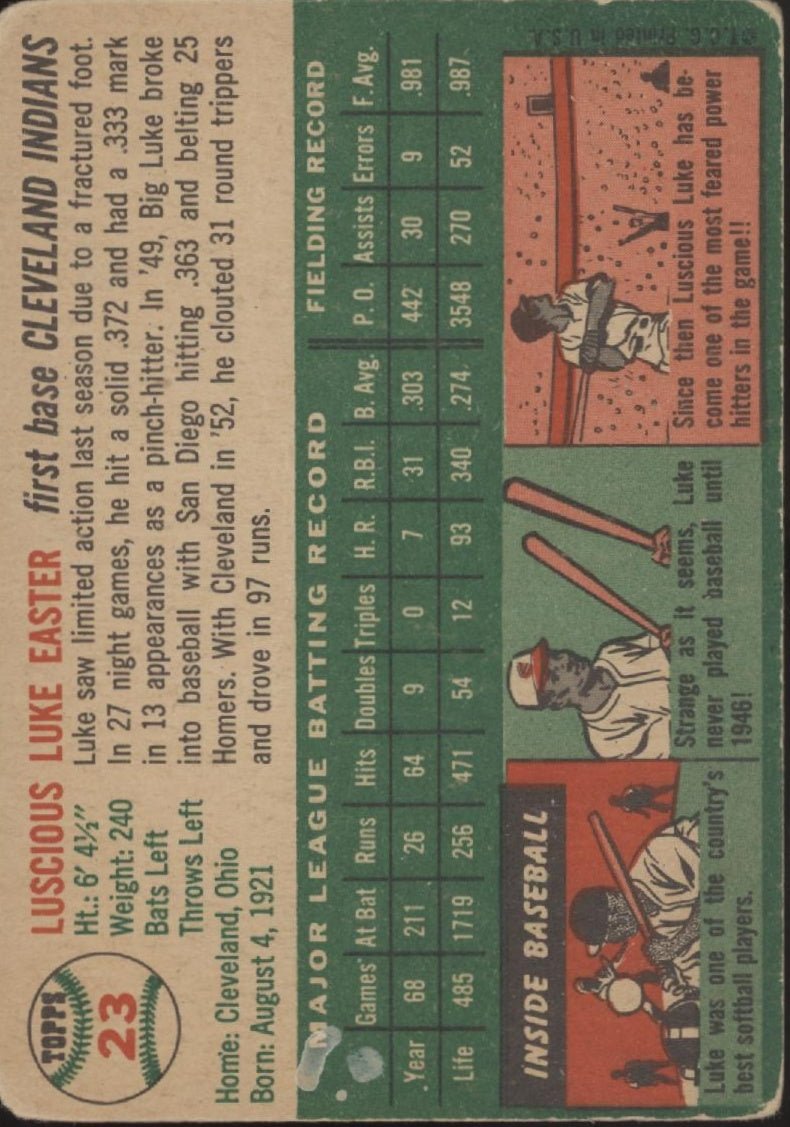 TOPPS
23
LUSCIOUS LUKE EASTER first base CLEVELAND INDIANS
Ht.: 6' 4½"
Weight: 240
Bats Left
Throws Left
Home: Cleveland, Ohio
Born: August 4, 1921
Luke saw limited action last season due to a fractured foot.
In 27 night games, he hit a solid .372 and had a .333 mark
in 13 appearances as a pinch-hitter. In '49, Big Luke broke
into baseball with San Diego hitting .363 and belting 25
Homers. With Cleveland in '52, he clouted 31 round trippers
and drove in 97 runs.
MAJOR LEAGUE BATTING RECORD FIELDING RECORD
Games At Bat Runs Hits Doubles Triples H. R. R.B.I. B. Avg. P. O. Assists Errors F. Avg.
Year 68 211 26 64 9 0 7 31 .303 442 30 9 .981
Life 485 1719 256 471 54 12 93 340 .274 3548 270 52 .987
INSIDE BASEBALL
Luke was one of the country's
best softball players.
C
Strange as it seems, Luke
never played baseball until
1946!
Since then Luscious Luke has be-
come one of the most feared power
hitters in the game!!
© T. C. G. Printed in U. S. A.